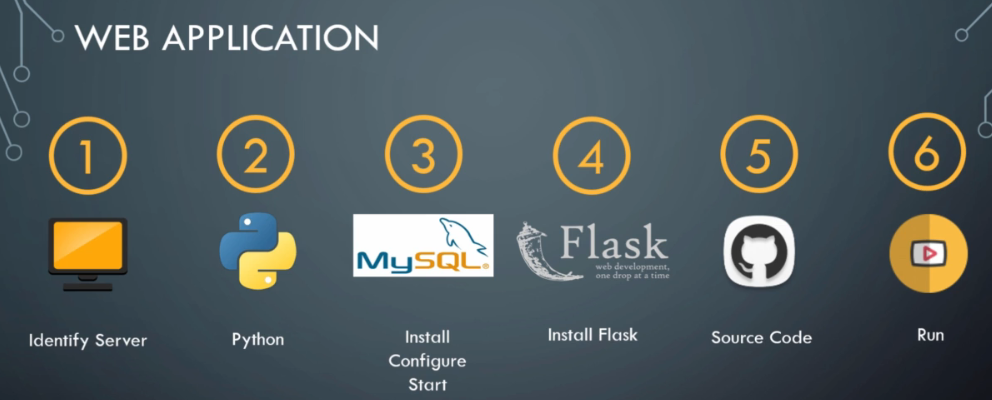 WEB APPLICATION
1
2
3
4
5
6
MySQL®
Flask
web development,
one drop at a time
Identify Server
Python
Install
Configure
Start
Install Flask
Source Code
Run